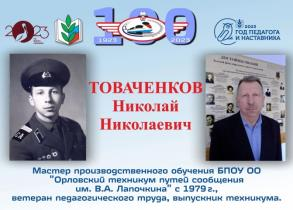 2023
100
1923
2023
2023
ГОД ПЕДАГОГА
И НАСТАВНИКА
ТОВАЧЕНКОВ
Николай
Николаевич
Мастер производственного обучения БПОУ ОО
"Орловский техникум путей сообщения
им. В.А. Лапочкина" с 1979г.,
ветеран педагогического труда, выпускник техникума.